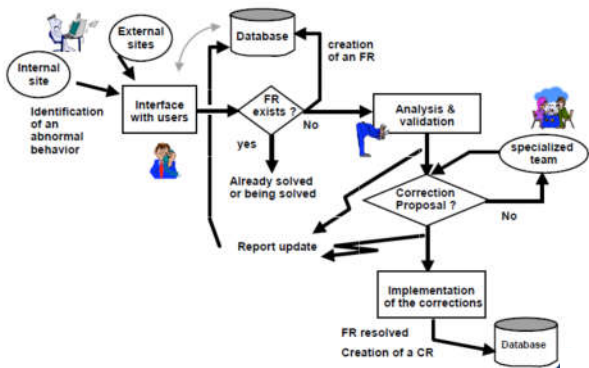 External
sites
Internal
site
Identification
of an
abnormal
behavior
Interface
with users
Database
creation
of an FR
FR
exists ?
No
yes
Already solved
or being solved
Analysis &
validation
specialized
team
Correction
Proposal ?
No
Report update
Implementation
of the corrections
FR resolved
Creation of a CR
Database